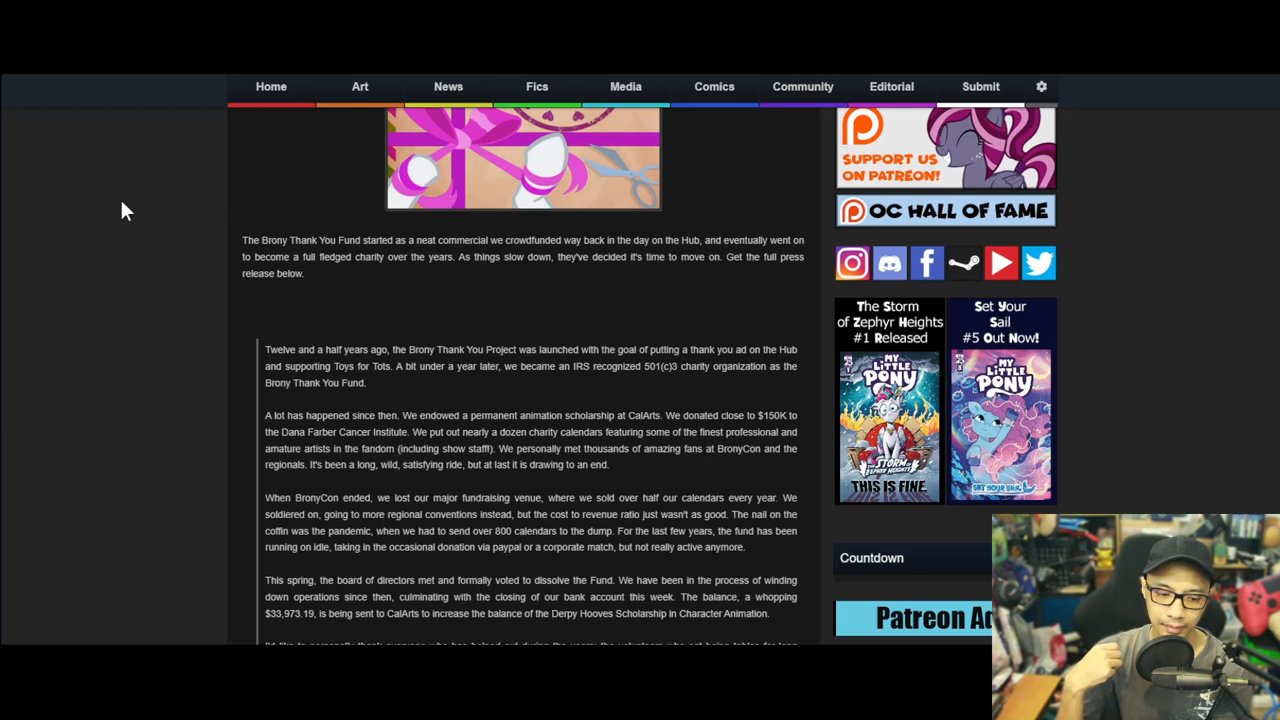 Home Art News Fics Media Comics Community Editorial Submit
SUPPORT US
ON PATREON!
OC HALL OF FAME
The Brony Thank You Fund started as a neat commercial we crowdfunded way back in the day on the Hub, and eventually went on
to become a full fledged charity over the years. As things slow down, they've decided it's time to move on. Get the full press
release below.
The Storm
of Zephyr Heights
#1 Released
Set Your
Sail
#5 Out Now!
MY LITTLE PONY
THE STORM OF ZEPHYR HEIGHTS
THIS IS FINE.
MY LITTLE PONY
SET YOUR SAIL
Twelve and a half years ago, the Brony Thank You Project was launched with the goal of putting a thank you ad on the Hub
and supporting Toys for Tots. A bit under a year later, we became an IRS recognized 501(c)3 charity organization as the
Brony Thank You Fund.
A lot has happened since then. We endowed a permanent animation scholarship at CalArts. We donated close to $150K to
the Dana Farber Cancer Institute. We put out nearly a dozen charity calendars featuring some of the finest professional and
amature artists in the fandom (including show staff!). We personally met thousands of amazing fans at BronyCon and the
regionals. It's been a long, wild, satisfying ride, but at last it is drawing to an end.
When BronyCon ended, we lost our major fundraising venue, where we sold over half our calendars every year. We
soldiered on, going to more regional conventions instead, but the cost to revenue ratio just wasn't as good. The nail on the
coffin was the pandemic, when we had to send over 800 calendars to the dump. For the last few years, the fund has been
running on idle, taking in the occasional donation via paypal or a corporate match, but not really active anymore.
This spring, the board of directors met and formally voted to dissolve the Fund. We have been in the process of winding
down operations since then, culminating with the closing of our bank account this week. The balance, a whopping
$33,973.19, is being sent to CalArts to increase the balance of the Derpy Hooves Scholarship in Character Animation.
Countdown
Patreon Ad